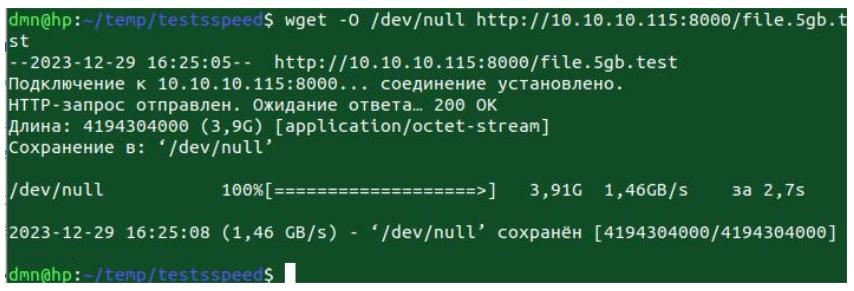 dmn@hp:~/temp/testsspeed$ wget -O /dev/null http://10.10.10.115:8000/file.5gb.t
st
--2023-12-29 16:25:05--  http://10.10.10.115:8000/file.5gb.test
Подключение к 10.10.10.115:8000... соединение установлено.
HTTP-запрос отправлен. Ожидание ответа… 200 OK
Длина: 4194304000 (3,9G) [application/octet-stream]
Сохранение в: ‘/dev/null’
/dev/null           100%[===================>]   3,91G  1,46GB/s    за 2,7s
2023-12-29 16:25:08 (1,46 GB/s) - ‘/dev/null’ сохранён [4194304000/4194304000]
dmn@hp:~/temp/testsspeed$